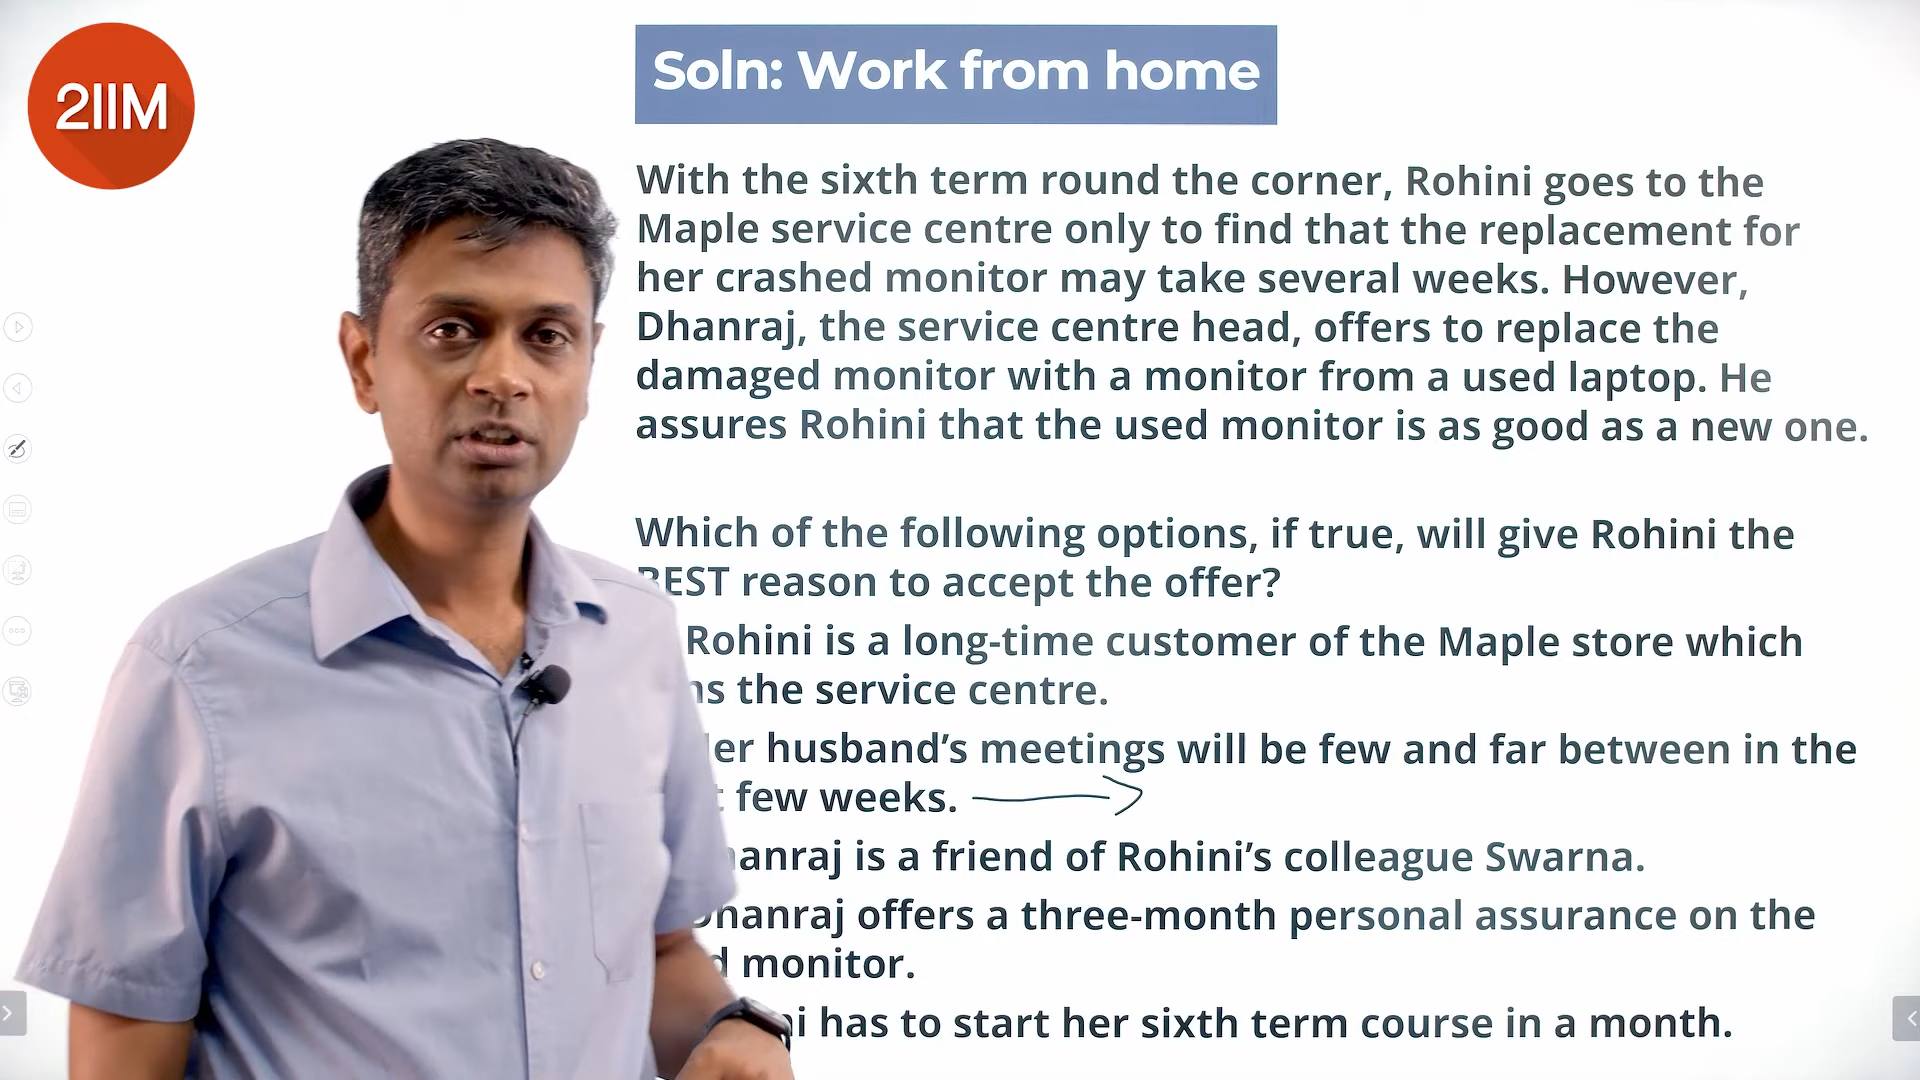 2IIM
Soln: Work from home
With the sixth term round the corner, Rohini goes to the
Maple service centre only to find that the replacement for
her crashed monitor may take several weeks. However,
Dhanraj, the service centre head, offers to replace the
damaged monitor with a monitor from a used laptop. He
assures Rohini that the used monitor is as good as a new one.
Which of the following options, if true, will give Rohini the
BEST reason to accept the offer?
Rohini is a long-time customer of the Maple store which
the service centre.
husband's meetings will be few and far between in the
few weeks.
is a friend of Rohini's colleague Swarna.
Dhanraj offers a three-month personal assurance on the
monitor.
has to start her sixth term course in a month.